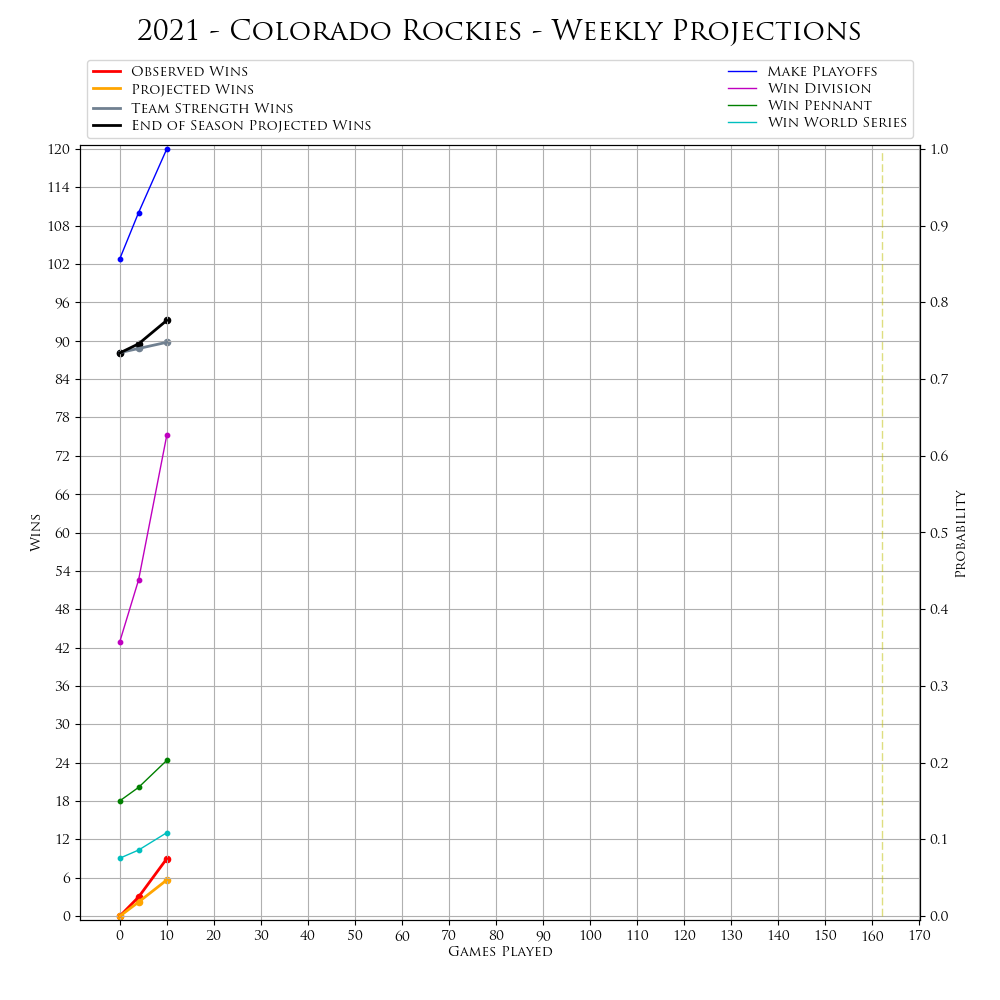 2021 - Colorado Rockies - Weekly Projections
Observed Wins
Projected Wins
Team Strength Wins
End of Season Projected Wins
Make Playoffs
Win Division
Win Pennant
Win World Series
120
114
108
102
96
90
84
78
72
66
60
54
48
42
36
30
24
18
12
6
0
Wins
1.0
0.9
0.8
0.7
0.6
0.5
0.4
0.3
0.2
0.1
0.0
Probability
0 10 20 30 40 50 60 70 80 90 100 110 120 130 140 150 160 170
Games Played